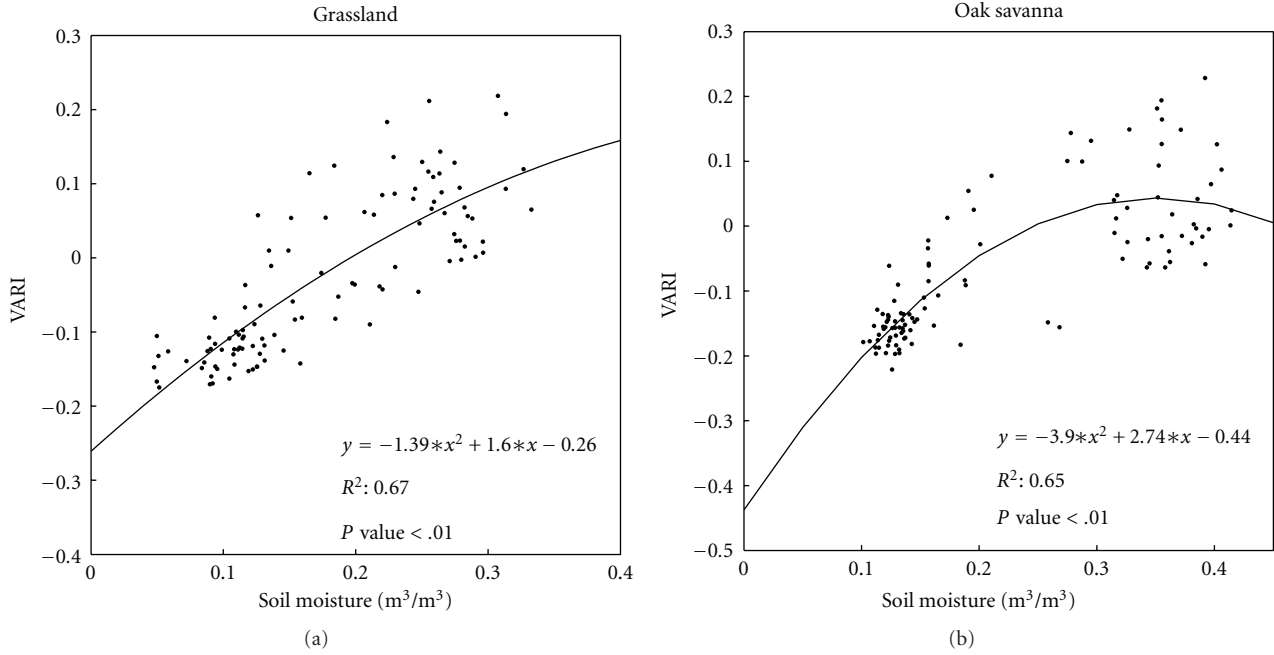 Grassland
0.3
0.2
0.1
0
−0.1
−0.2
−0.3
−0.4
VARI
0
0.1
0.2
0.3
0.4
Soil moisture (m³/m³)
y = −1.39∗x² + 1.6∗x − 0.26
R²: 0.67
P value < .01
(a)
Oak savanna
0.3
0.2
0.1
0
−0.1
−0.2
−0.3
−0.4
−0.5
VARI
0
0.1
0.2
0.3
0.4
Soil moisture (m³/m³)
y = −3.9∗x² + 2.74∗x − 0.44
R²: 0.65
P value < .01
(b)